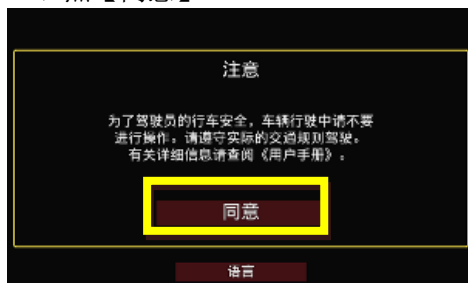 注意
为了驾驶员的行车安全，车辆行驶中请不要
进行操作。请遵守实际的交通规则驾驶。
有关详细信息请查阅《用户手册》。
同意
语言